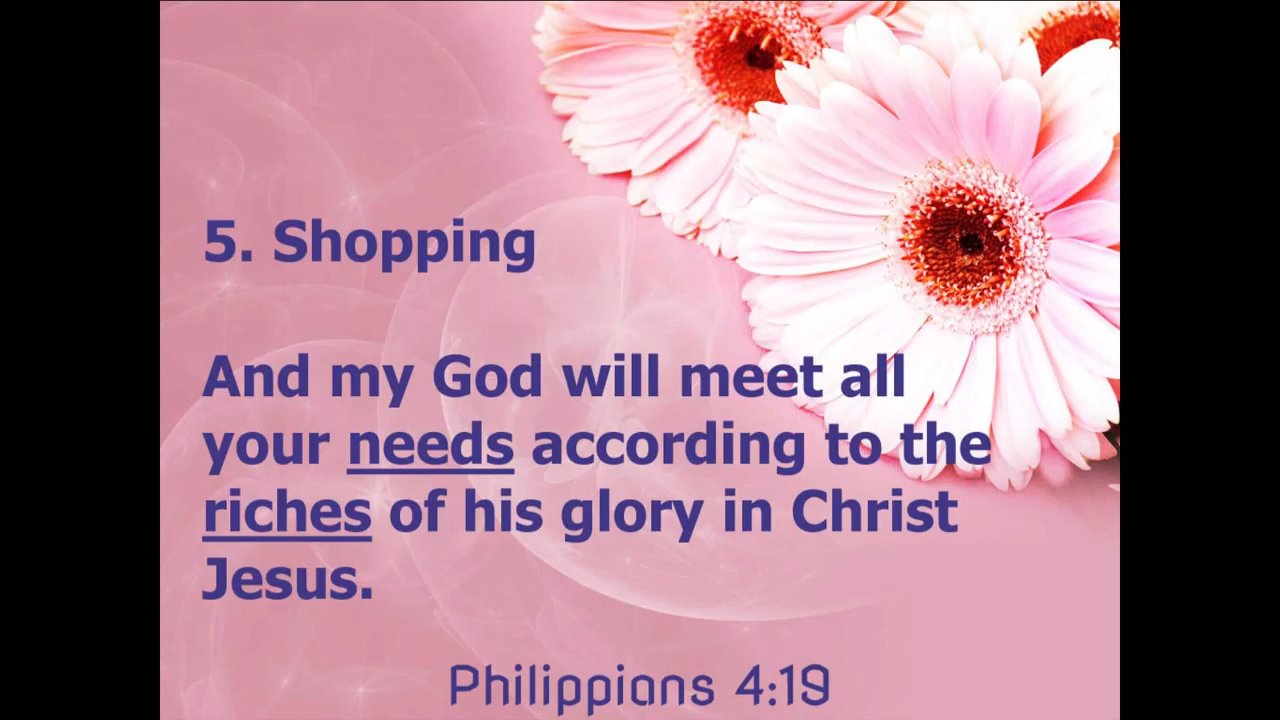 5. Shopping
And my God will meet all
your needs according to the
riches of his glory in Christ
Jesus.
Philippians 4:19